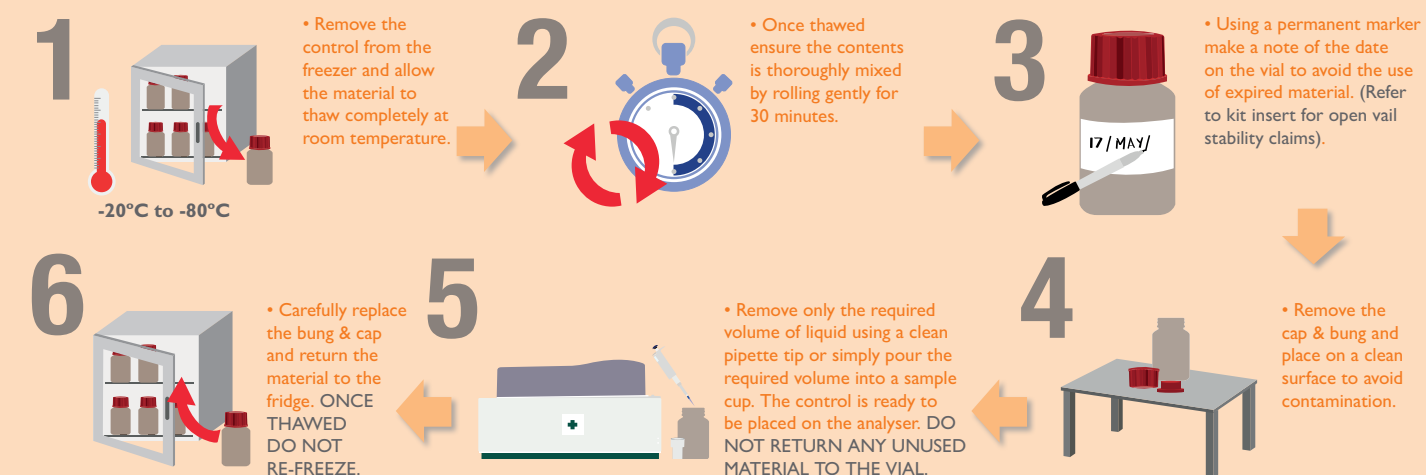 1
• Remove the
control from the
freezer and allow
the material to
thaw completely at
room temperature.
-20ºC to -80ºC
2
• Once thawed
ensure the contents
is thoroughly mixed
by rolling gently for
30 minutes.
3
17/MAY/
• Using a permanent marker
make a note of the date
on the vial to avoid the use
of expired material. (Refer
to kit insert for open vail
stability claims).
4
• Remove the
cap & bung and
place on a clean
surface to avoid
contamination.
5
• Remove only the required
volume of liquid using a clean
pipette tip or simply pour the
required volume into a sample
cup. The control is ready to
be placed on the analyser. DO
NOT RETURN ANY UNUSED
MATERIAL TO THE VIAL.
6
• Carefully replace
the bung & cap
and return the
material to the
fridge. ONCE
THAWED
DO NOT
RE-FREEZE.